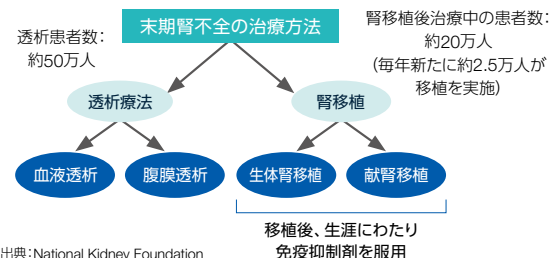 末期腎不全の治療方法
透析患者数:
約50万人
腎移植後治療中の患者数:
約20万人
(毎年新たに約2.5万人が
移植を実施)
透析療法
腎移植
血液透析
腹膜透析
生体腎移植
献腎移植
移植後、生涯にわたり
免疫抑制剤を服用
出典:National Kidney Foundation